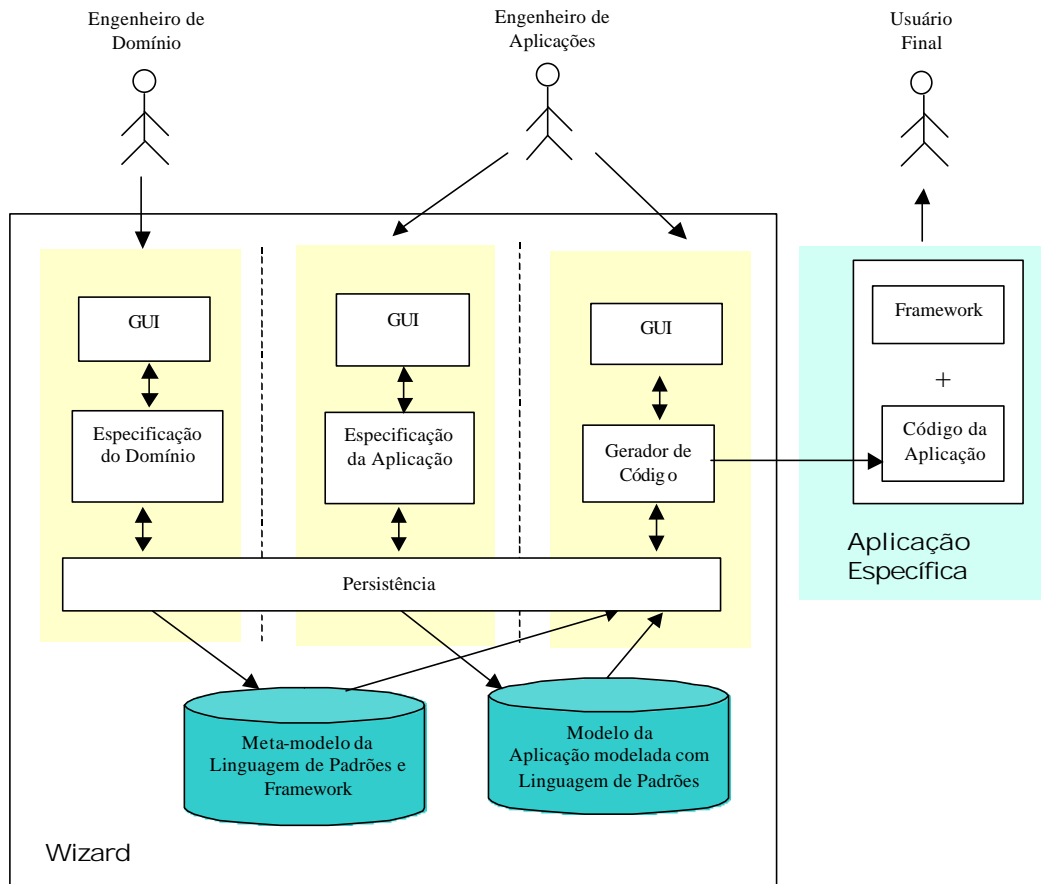 Engenheiro de
Domínio
Engenheiro de
Aplicações
Usuário
Final
GUI
GUI
GUI
Framework
+
Especificação
do Domínio
Especificação
da Aplicação
Gerador de
Código
Código da
Aplicação
Aplicação
Específica
Persistência
Meta-modelo da
Linguagem de Padrões e
Framework
Modelo da
Aplicação modelada com
Linguagem de Padrões
Wizard